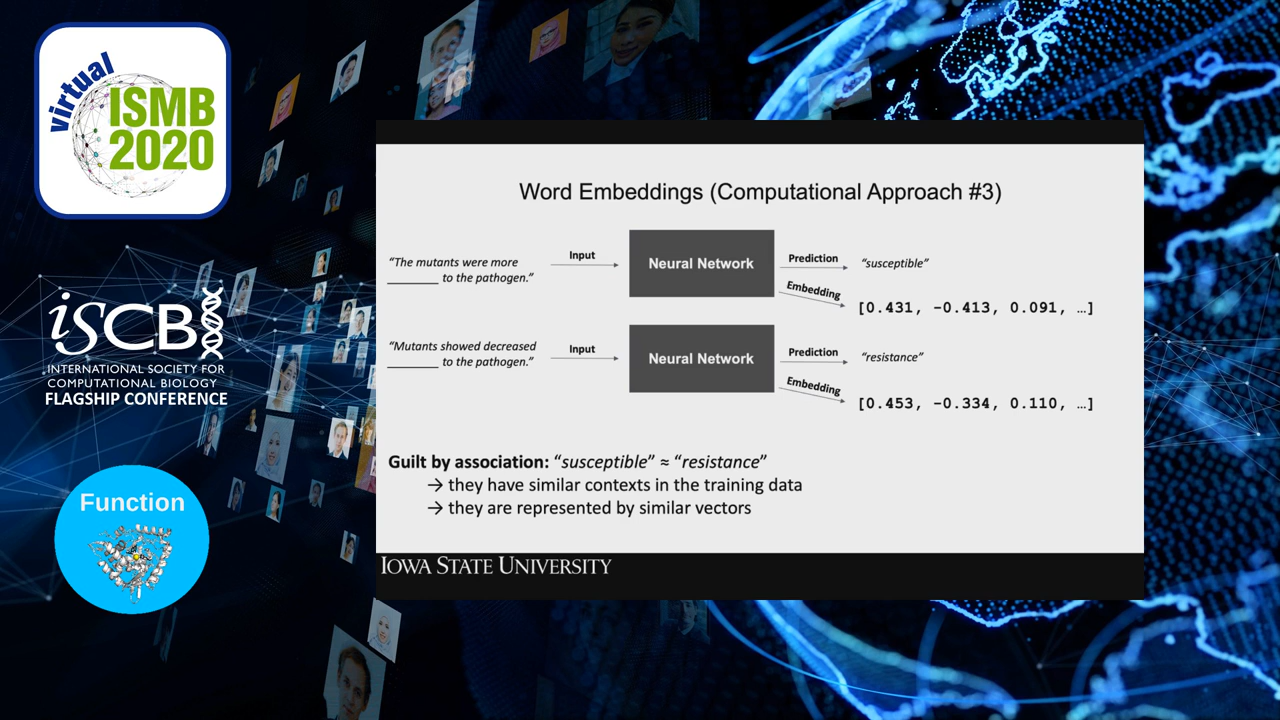 virtual
ISMB
2020
iSCB
INTERNATIONAL SOCIETY FOR
COMPUTATIONAL BIOLOGY
FLAGSHIP CONFERENCE
Function
Word Embeddings (Computational Approach #3)
“The mutants were more
________ to the pathogen.”
Input
Neural Network
Prediction
“susceptible”
Embedding
[0.431, -0.413, 0.091, …]
“Mutants showed decreased
________ to the pathogen.”
Input
Neural Network
Prediction
“resistance”
Embedding
[0.453, -0.334, 0.110, …]
Guilt by association: “susceptible” ≈ “resistance”
→ they have similar contexts in the training data
→ they are represented by similar vectors
IOWA STATE UNIVERSITY